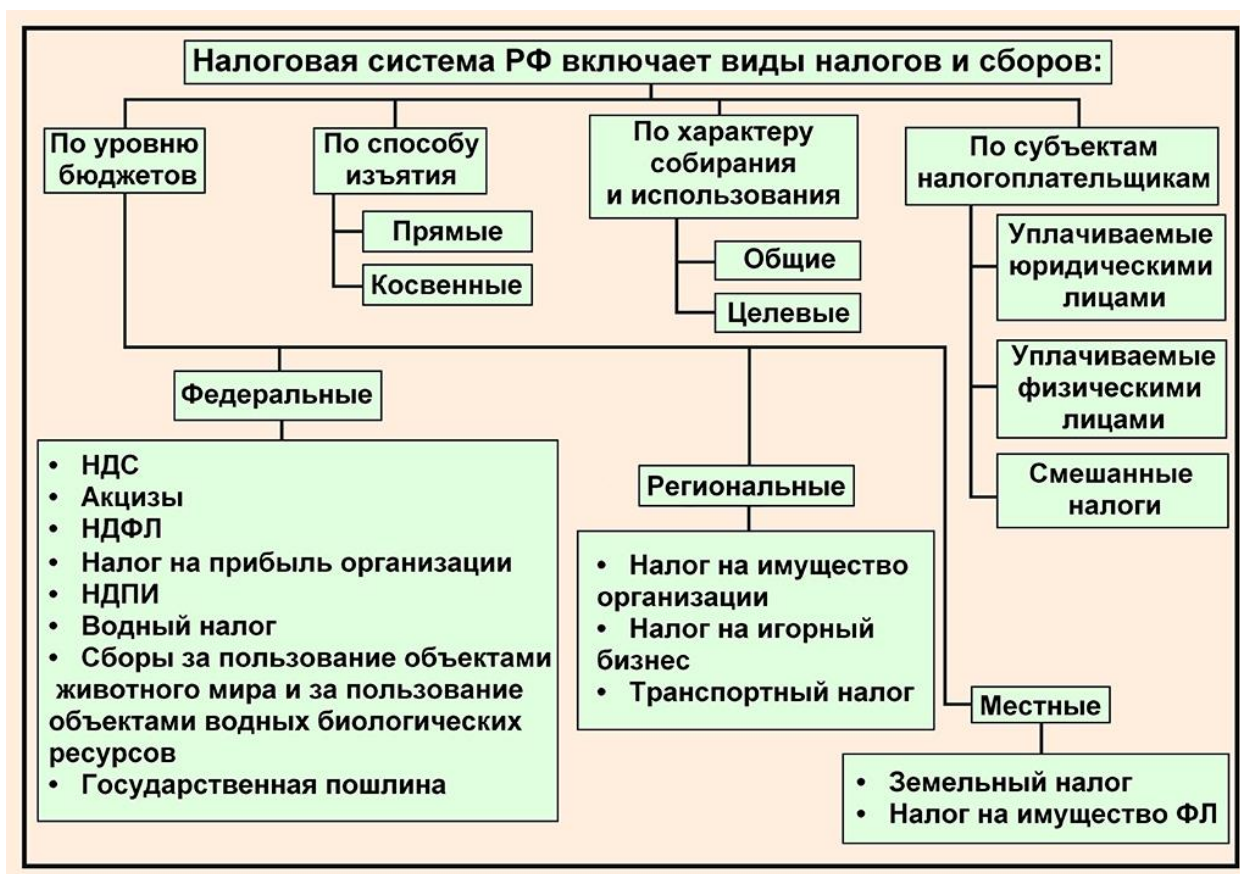 Налоговая система РФ включает виды налогов и сборов:
По уровню
бюджетов
По способу
изъятия
Прямые
Косвенные
По характеру
собирания
и использования
Общие
Целевые
По субъектам
налогоплательщикам
Уплачиваемые
юридическими
лицами
Уплачиваемые
физическими
лицами
Смешанные
налоги
Федеральные
• НДС
• Акцизы
• НДФЛ
• Налог на прибыль организации
• НДПИ
• Водный налог
• Сборы за пользование объектами
животного мира и за пользование
объектами водных биологических
ресурсов
• Государственная пошлина
Региональные
• Налог на имущество
организации
• Налог на игорный
бизнес
• Транспортный налог
Местные
• Земельный налог
• Налог на имущество ФЛ